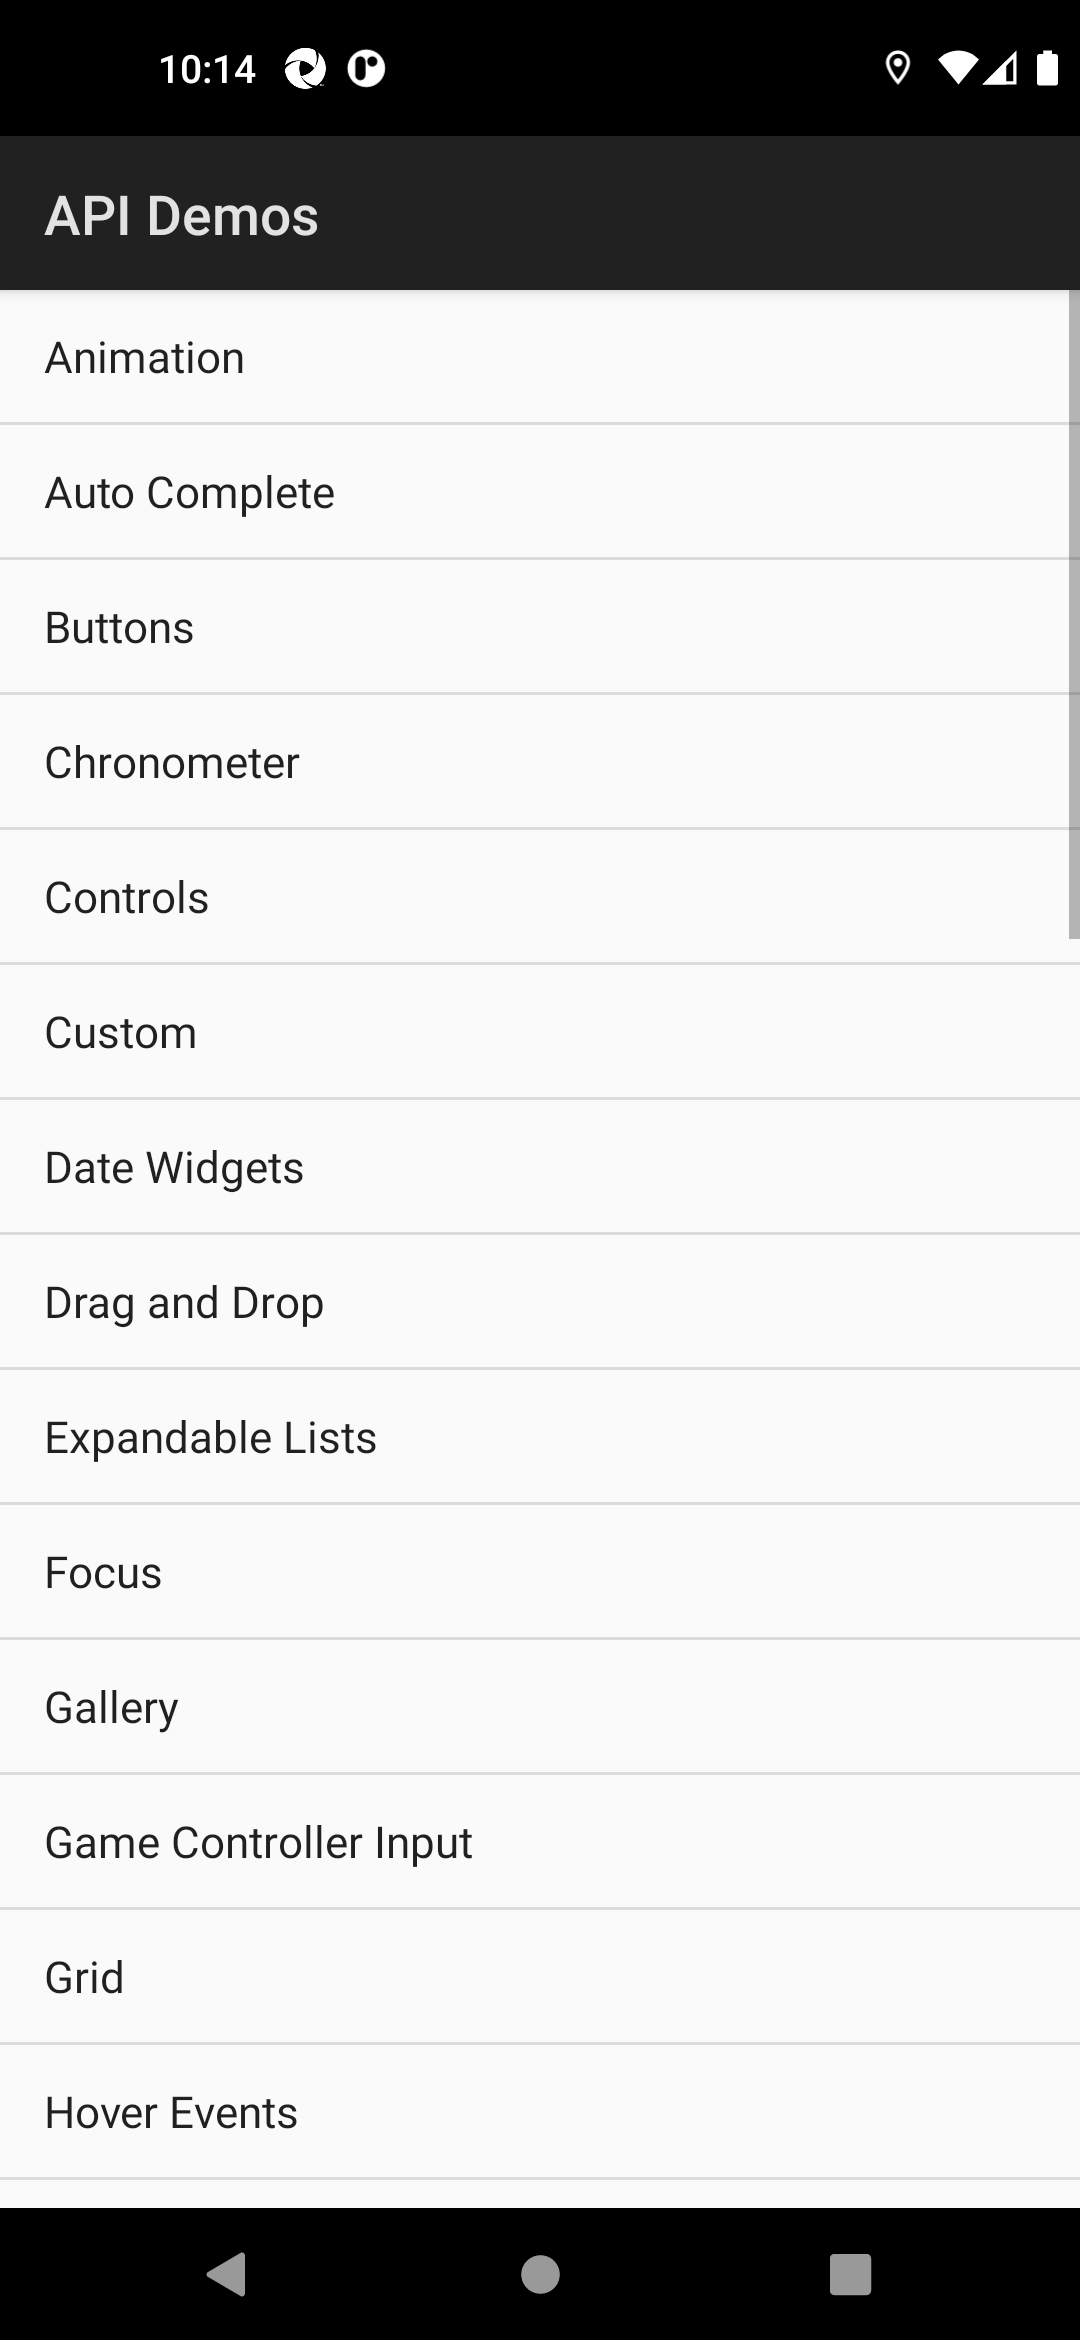 10:14
API Demos
Animation
Auto Complete
Buttons
Chronometer
Controls
Custom
Date Widgets
Drag and Drop
Expandable Lists
Focus
Gallery
Game Controller Input
Grid
Hover Events